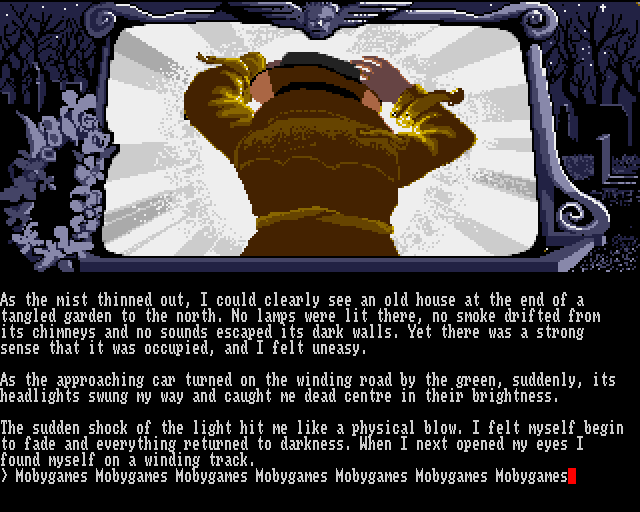 As the mist thinned out, I could clearly see an old house at the end of a
tangled garden to the north. No lamps were lit there, no smoke drifted from
its chimneys and no sounds escaped its dark walls. Yet there was a strong
sense that it was occupied, and I felt uneasy.
As the approaching car turned on the winding road by the green, suddenly, its
headlights swung my way and caught me dead centre in their brightness.
The sudden shock of the light hit me like a physical blow. I felt myself begin
to fade and everything returned to darkness. When I next opened my eyes I
found myself on a winding track.
> Mobygames Mobygames Mobygames Mobygames Mobygames Mobygames Mobygames